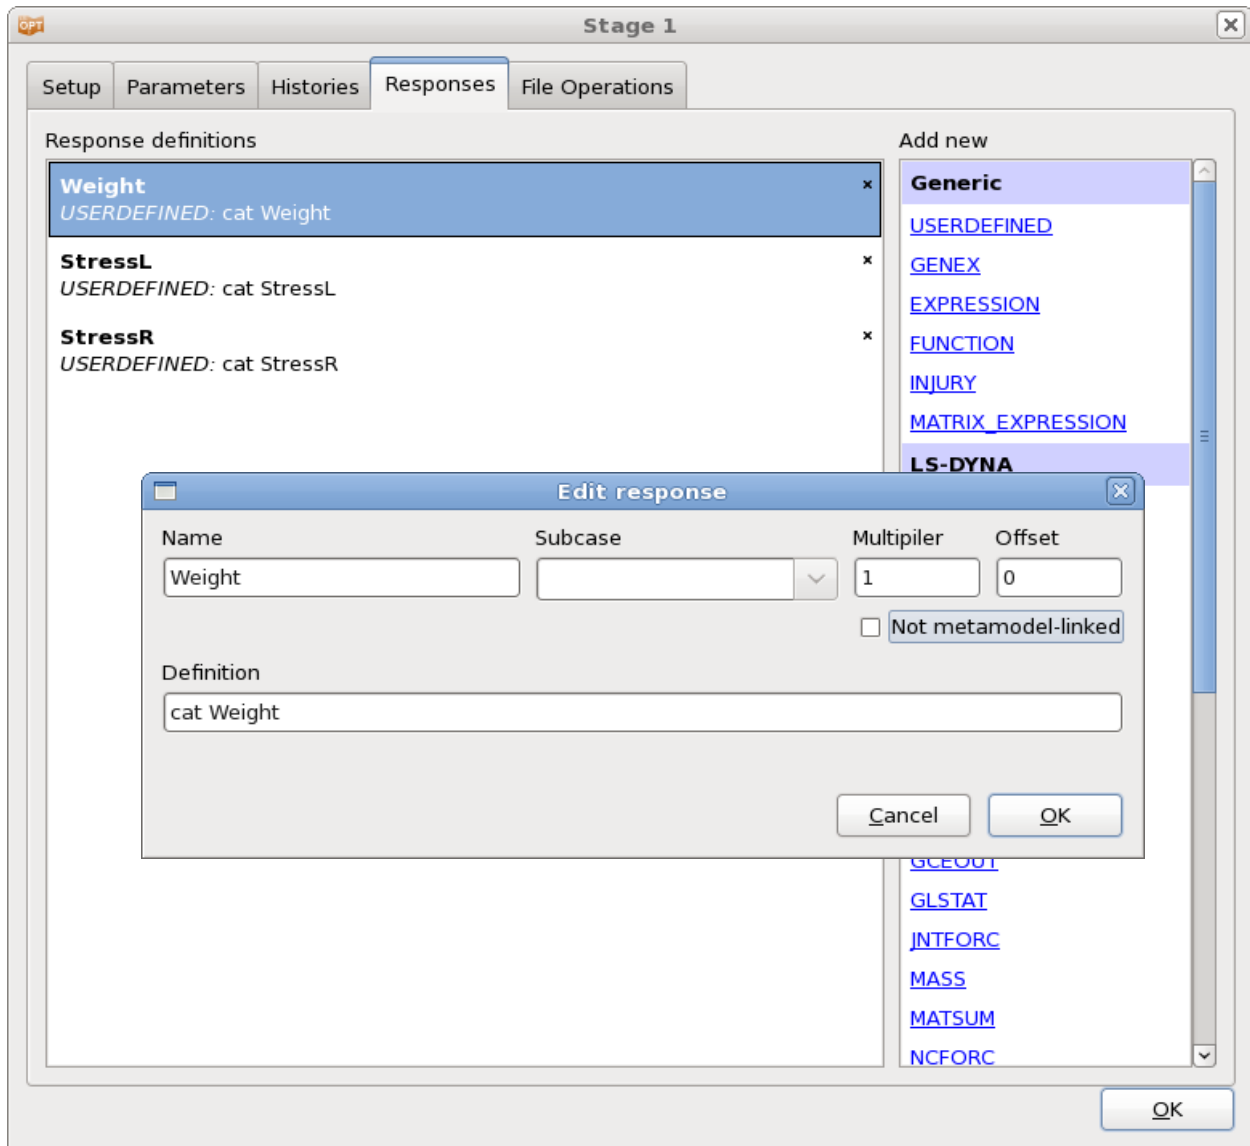 OPT
Stage 1
Setup
Parameters
Histories
Responses
File Operations
Response definitions
Weight
USERDEFINED: cat Weight
StressL
USERDEFINED: cat StressL
StressR
USERDEFINED: cat StressR
Add new
Generic
USERDEFINED
GENEX
EXPRESSION
FUNCTION
INJURY
MATRIX_EXPRESSION
LS-DYNA
Edit response
Name
Subcase
Multipiler
Offset
Weight
1
0
Not metamodel-linked
Definition
cat Weight
Cancel
OK
GCEOUT
GLSTAT
JNTFORC
MASS
MATSUM
NCFORC
OK